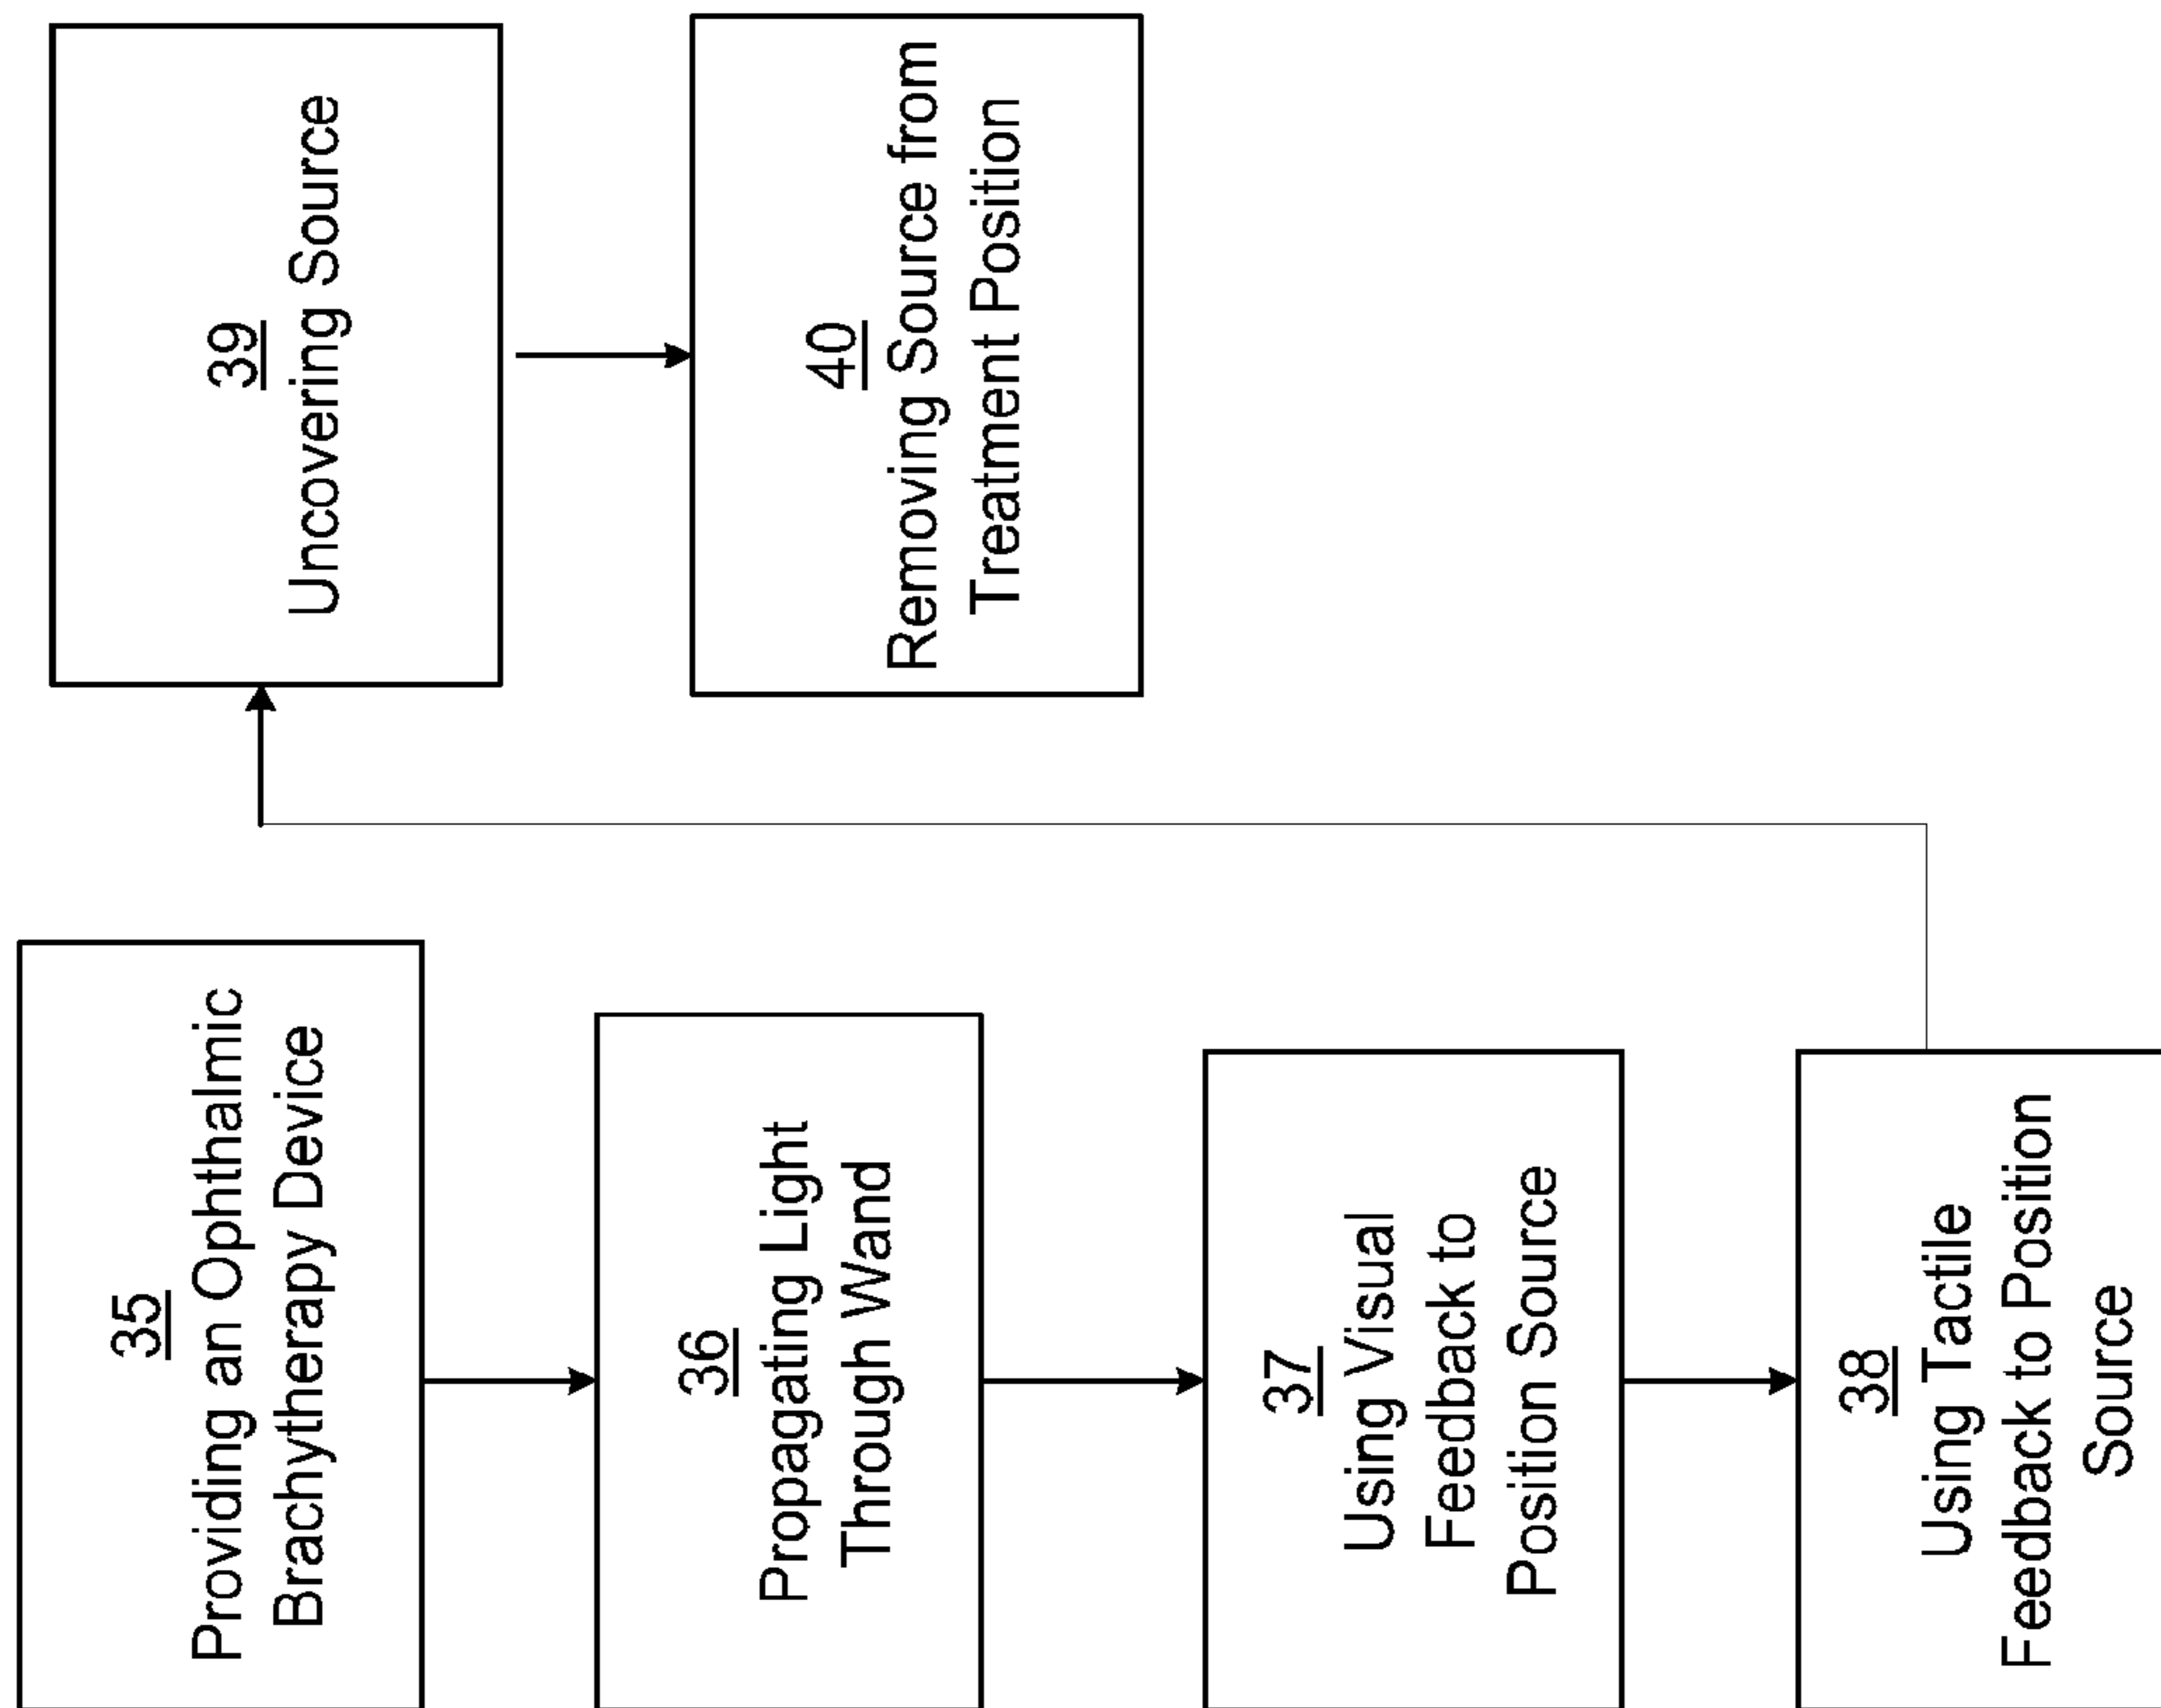 35
Providing an Ophthalmic
Brachytherapy Device
36
Propagating Light
Through Wand
37
Using Visual
Feedback to
Position Source
38
Using Tactile
Feedback to Position
Source
39
Uncovering Source
40
Removing Source from
Treatment Position